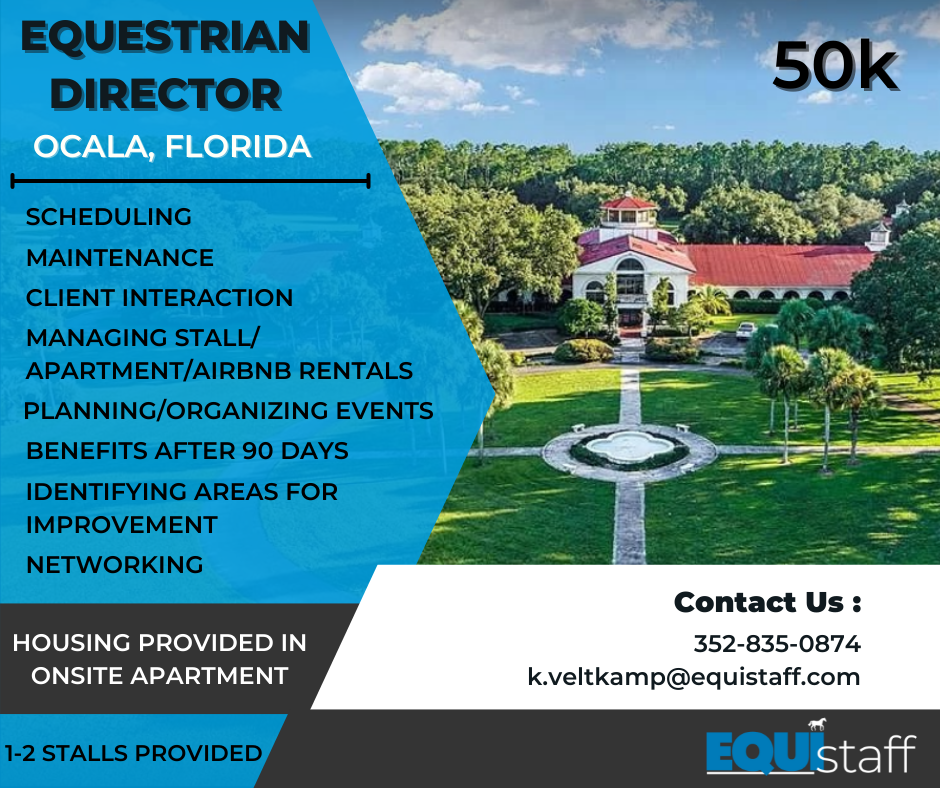 EQUESTRIAN
DIRECTOR
OCALA, FLORIDA
50k
SCHEDULING
MAINTENANCE
CLIENT INTERACTION
MANAGING STALL/
APARTMENT/AIRBNB RENTALS
PLANNING/ORGANIZING EVENTS
BENEFITS AFTER 90 DAYS
IDENTIFYING AREAS FOR
IMPROVEMENT
NETWORKING
HOUSING PROVIDED IN
ONSITE APARTMENT
1-2 STALLS PROVIDED
Contact Us :
352-835-0874
k.veltkamp@equistaff.com
EQUIstaff